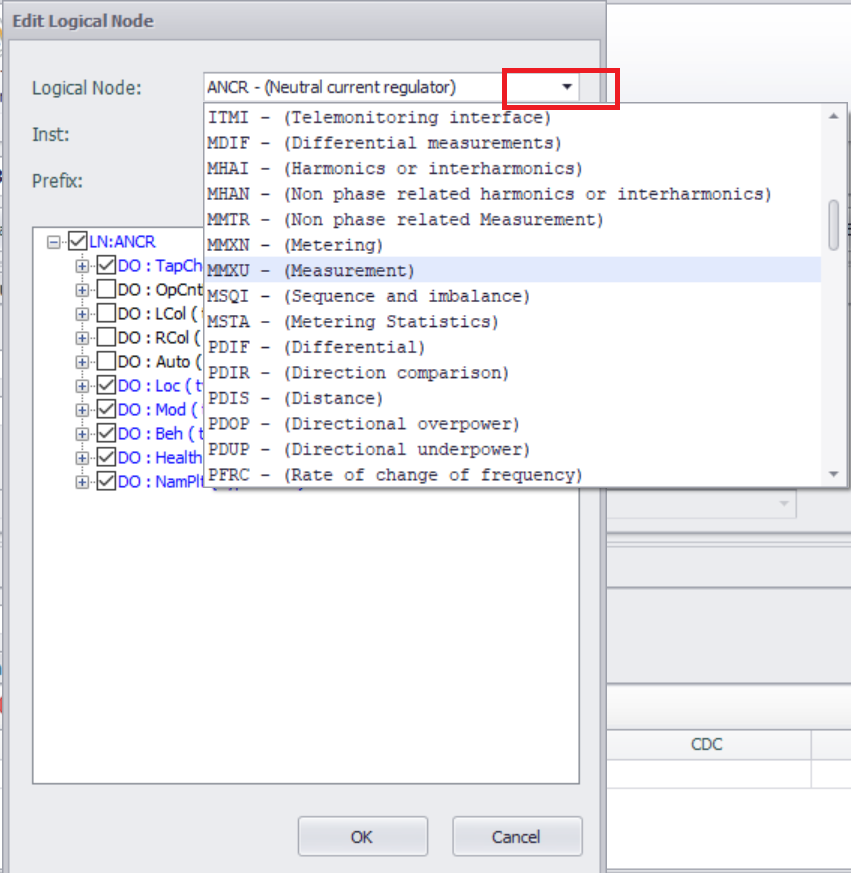 Edit Logical Node
Logical Node: ANCR - (Neutral current regulator)
ITMI - (Telemonitoring interface)
Inst:
MDIF - (Differential measurements)
MHAI - (Harmonics or interharmonics)
Prefix:
MHAN - (Non phase related harmonics or interharmonics)
MMTR - (Non phase related Measurement)
LN:ANCR
MMXN - (Metering)
DO : TapCh
MMXU - (Measurement)
DO : OpCnt
MSQI - (Sequence and imbalance)
DO : LCol (
MSTA - (Metering Statistics)
DO : RCol (
PDIF - (Differential)
DO : Auto (
PDIR - (Direction comparison)
DO : Loc ( t
PDIS - (Distance)
DO : Mod (
PDOP - (Directional overpower)
DO : Beh ( t
PDUP - (Directional underpower)
DO : Health
PFRC - (Rate of change of frequency)
DO : NamPlt
CDC
OK
Cancel